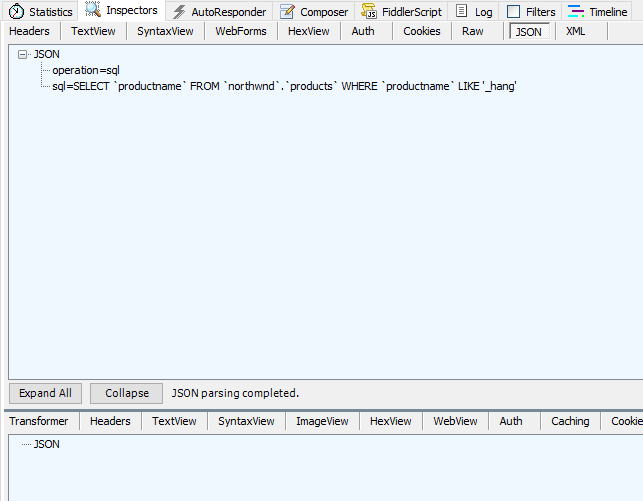 Statistics Inspectors AutoResponder Composer FiddlerScript Log Filters Timeline
Headers TextView SyntaxView WebForms HexView Auth Cookies Raw JSON XML
JSON
operation=sql
sql=SELECT `productname` FROM `northwnd`.`products` WHERE `productname` LIKE '_hang'
Expand All Collapse JSON parsing completed.
Transformer Headers TextView SyntaxView ImageView HexView WebView Auth Caching Cookie
JSON